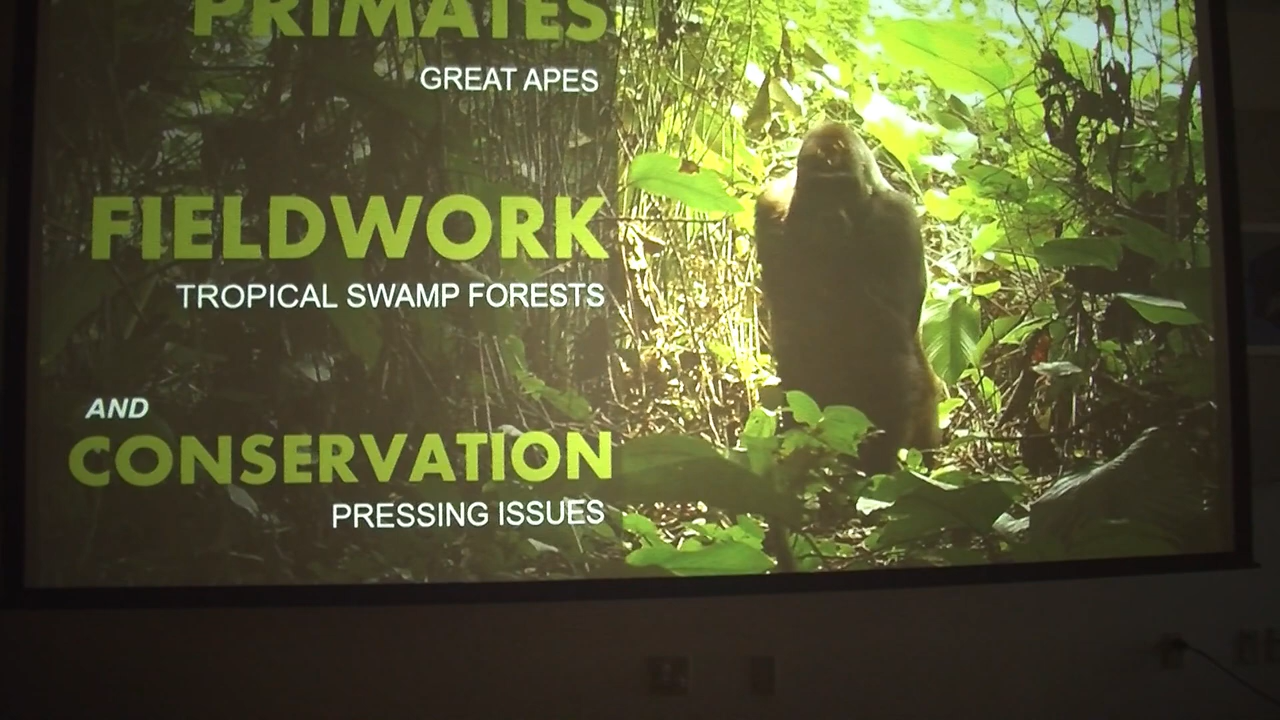 PRIMATES
GREAT APES
FIELDWORK
TROPICAL SWAMP FORESTS
AND
CONSERVATION
PRESSING ISSUES